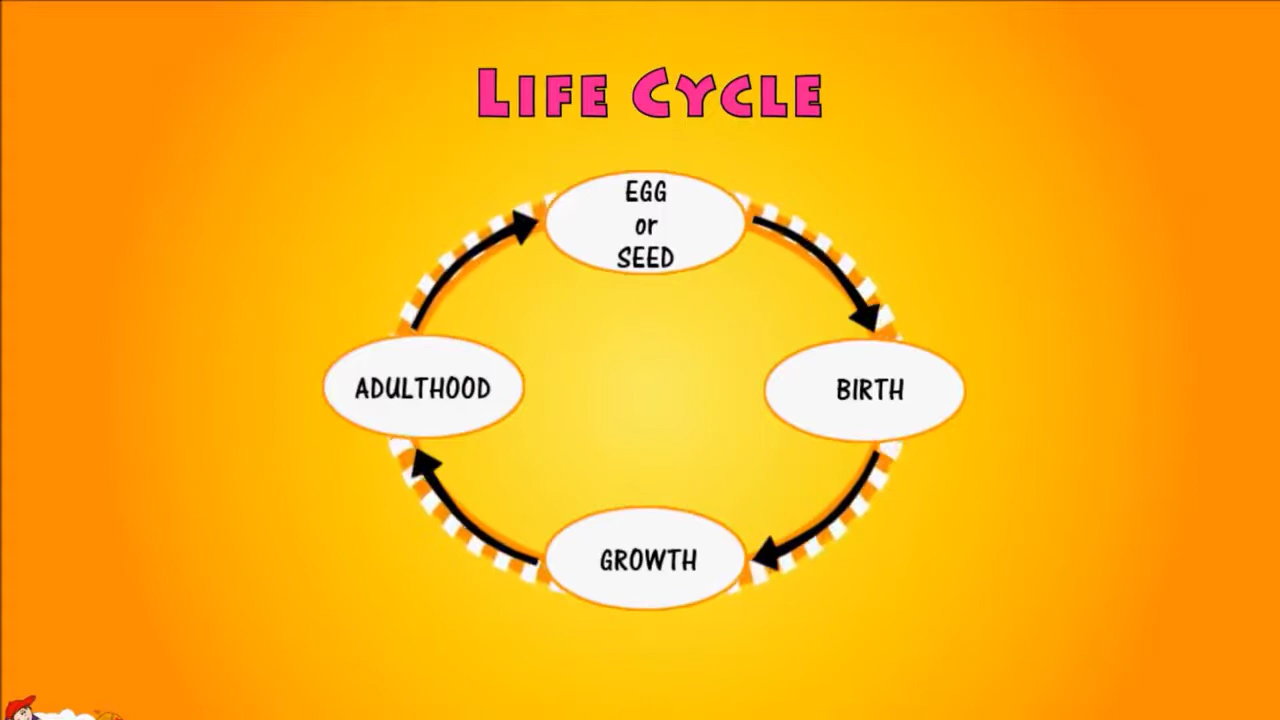 LIFE CYCLE
EGG
or
SEED
ADULTHOOD
BIRTH
GROWTH